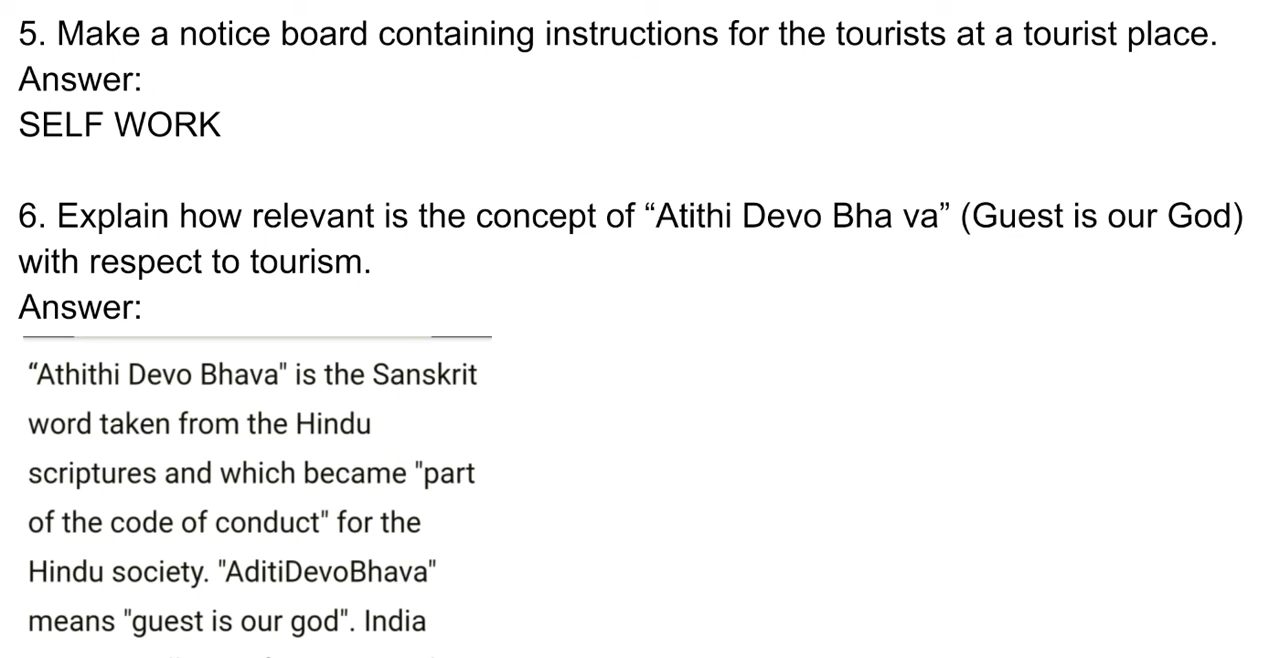 5. Make a notice board containing instructions for the tourists at a tourist place.
Answer:
SELF WORK
6. Explain how relevant is the concept of “Atithi Devo Bha va” (Guest is our God)
with respect to tourism.
Answer:
“Athithi Devo Bhava" is the Sanskrit
word taken from the Hindu
scriptures and which became "part
of the code of conduct" for the
Hindu society. "AditiDevoBhava"
means "guest is our god". India